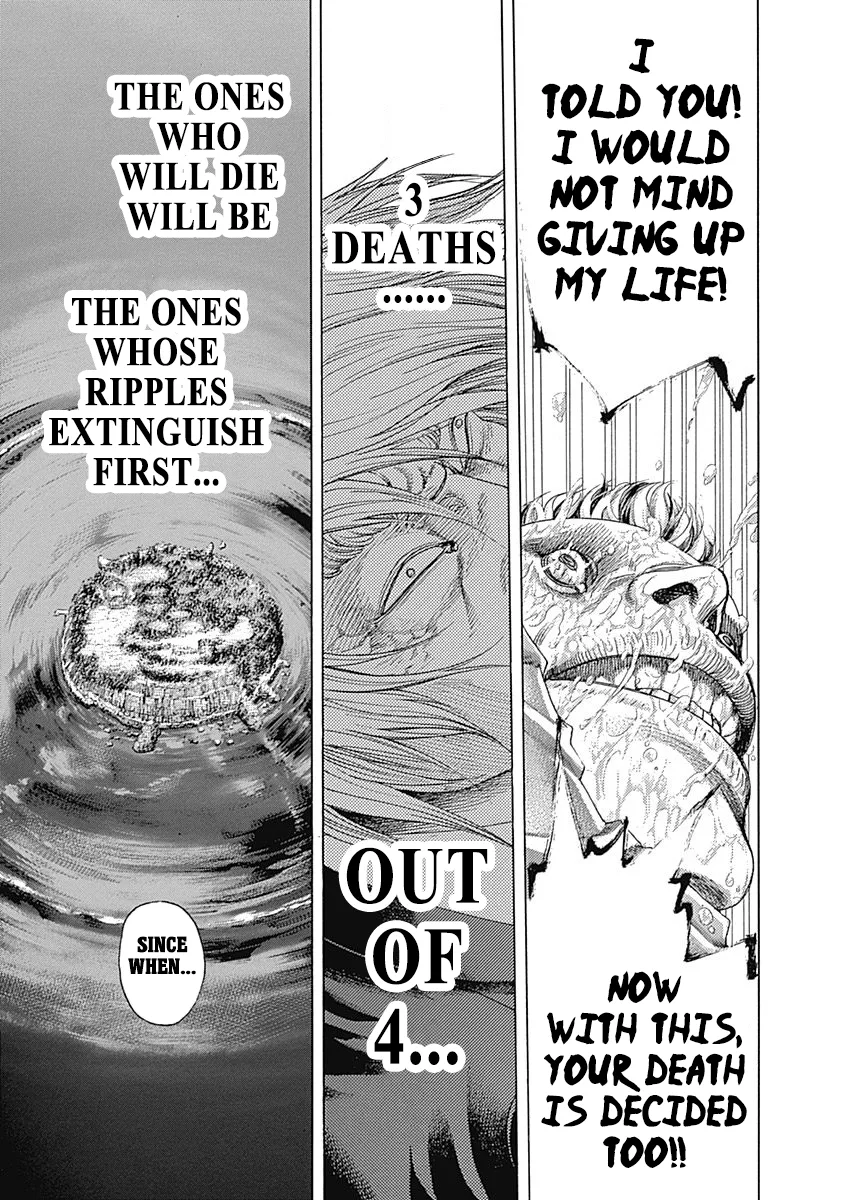 I
TOLD YOU!
I WOULD
NOT MIND
GIVING UP
MY LIFE!
NOW
WITH THIS,
YOUR DEATH
IS DECIDED
TOO!!
3
DEATHS
......
OUT
OF
4...
THE ONES
WHO
WILL DIE
WILL BE
THE ONES
WHOSE
RIPPLES
EXTINGUISH
FIRST...
SINCE
WHEN...